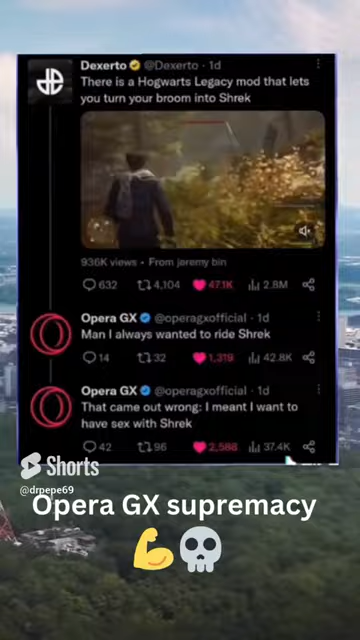 Dexerto @Dexerto · 1d
There is a Hogwarts Legacy mod that lets
you turn your broom into Shrek
936K views • From jeremy bin
632 4,104 47.1K 2.8M
Opera GX @operagxofficial · 1d
Man I always wanted to ride Shrek
14 32 1,319 42.8K
Opera GX @operagxofficial · 1d
That came out wrong: I meant I want to
have sex with Shrek
42 96 2,588 37.4K
Shorts
@drpepe69
Opera GX supremacy
💪💀